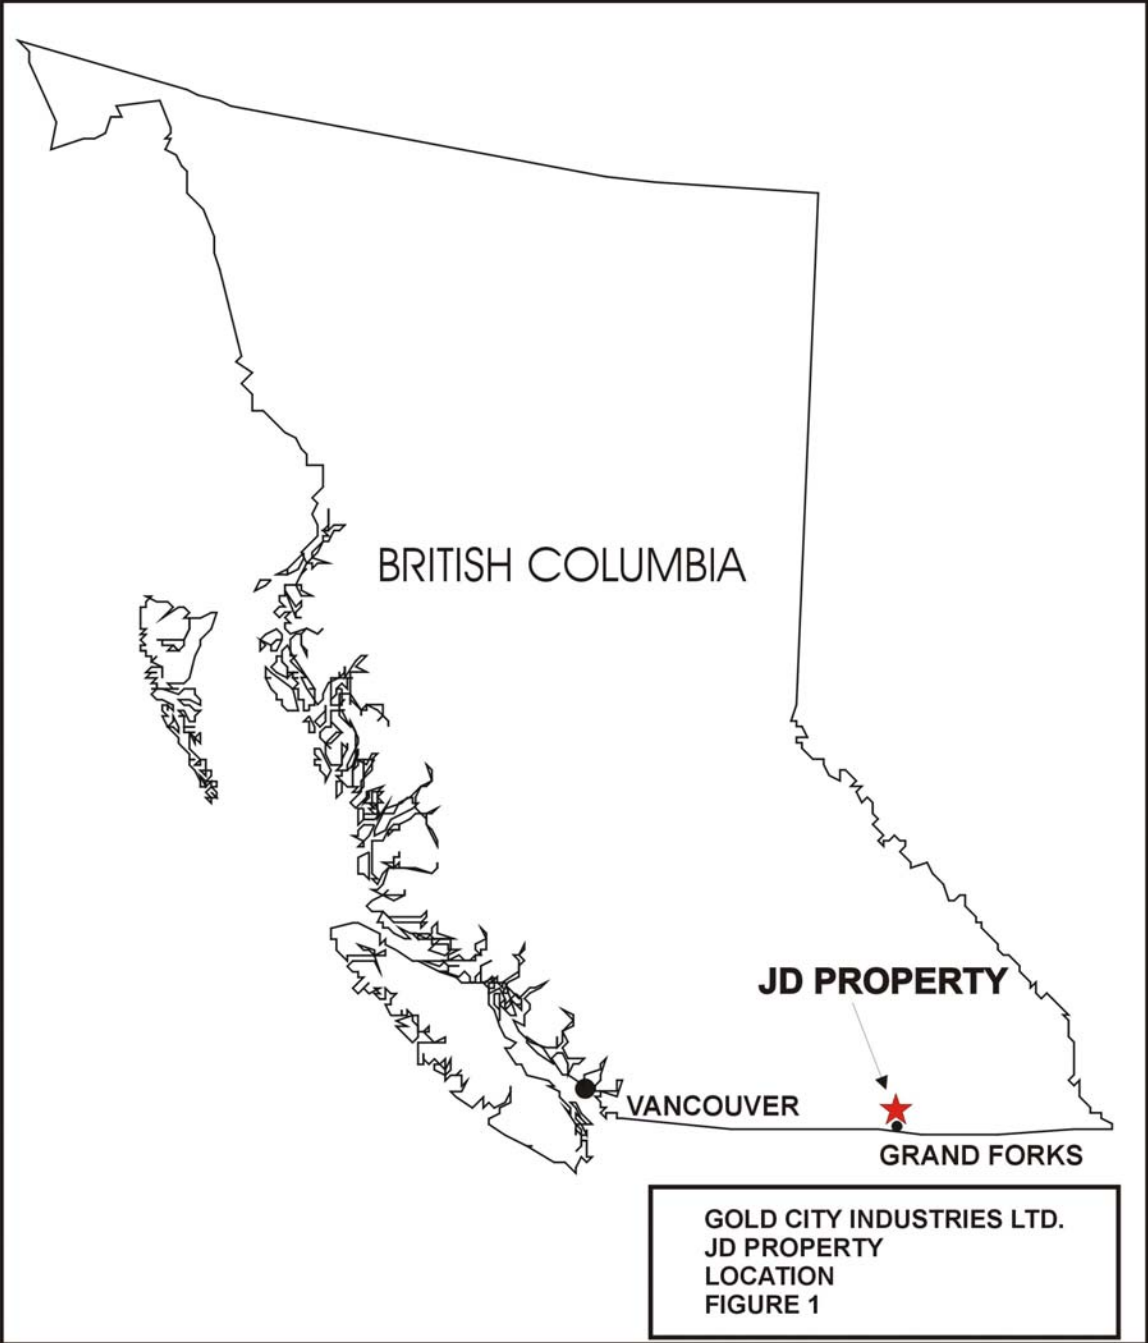 BRITISH COLUMBIA
JD PROPERTY
VANCOUVER
GRAND FORKS
GOLD CITY INDUSTRIES LTD.
JD PROPERTY
LOCATION
FIGURE 1